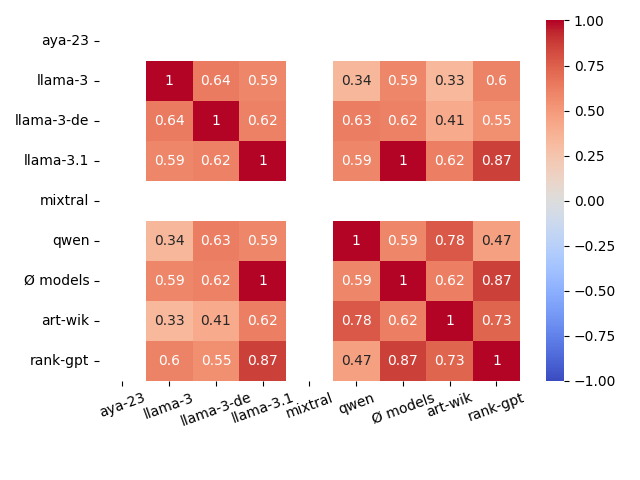 aya-23
llama-3 1 0.64 0.59 0.34 0.59 0.33 0.6
llama-3-de 0.64 1 0.62 0.63 0.62 0.41 0.55
llama-3.1 0.59 0.62 1 0.59 1 0.62 0.87
mixtral
qwen 0.34 0.63 0.59 1 0.59 0.78 0.47
Ø models 0.59 0.62 1 0.59 1 0.62 0.87
art-wik 0.33 0.41 0.62 0.78 0.62 1 0.73
rank-gpt 0.6 0.55 0.87 0.47 0.87 0.73 1
aya-23 llama-3 llama-3-de llama-3.1 mixtral qwen Ø models art-wik rank-gpt
1.00
0.75
0.50
0.25
0.00
−0.25
−0.50
−0.75
−1.00